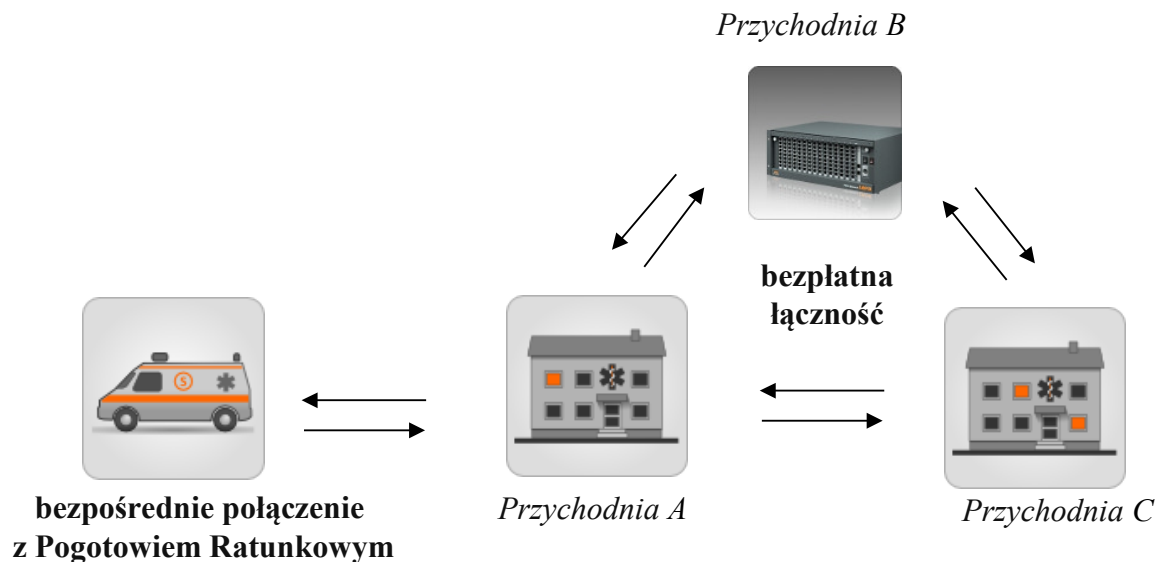 Przychodnia B
bezpłatna
łączność
S
bezpośrednie połączenie
z Pogotowiem Ratunkowym
Przychodnia A
Przychodnia C